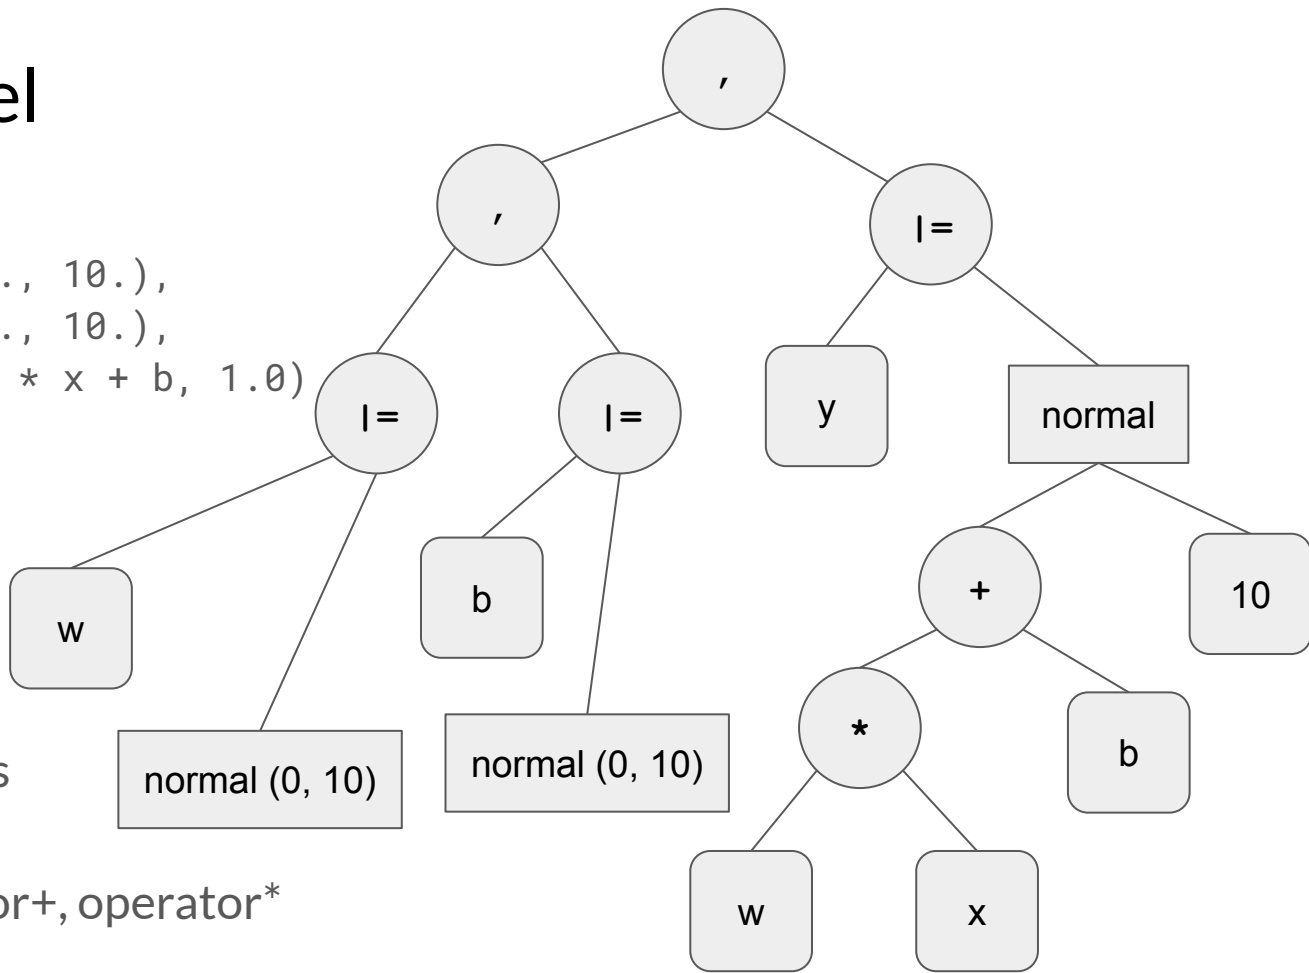 el
,
,
|=
., 10.),
., 10.),
* x + b, 1.0)
|=
|=
y
normal
w
b
+
10
normal (0, 10)
normal (0, 10)
*
b
s
or+, operator*
w
x